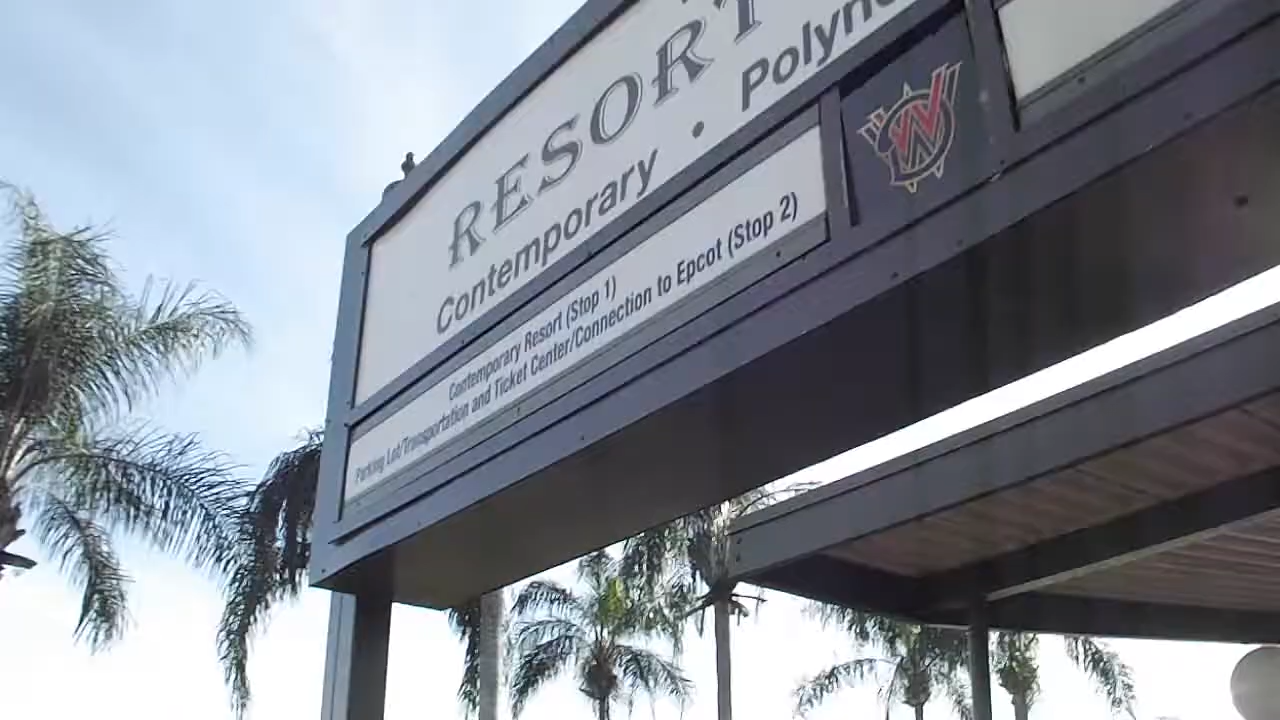 RESORT
Contemporary • Polyne
Contemporary Resort (Stop 1)
Parking Lot/Transportation and Ticket Center/Connection to Epcot (Stop 2)